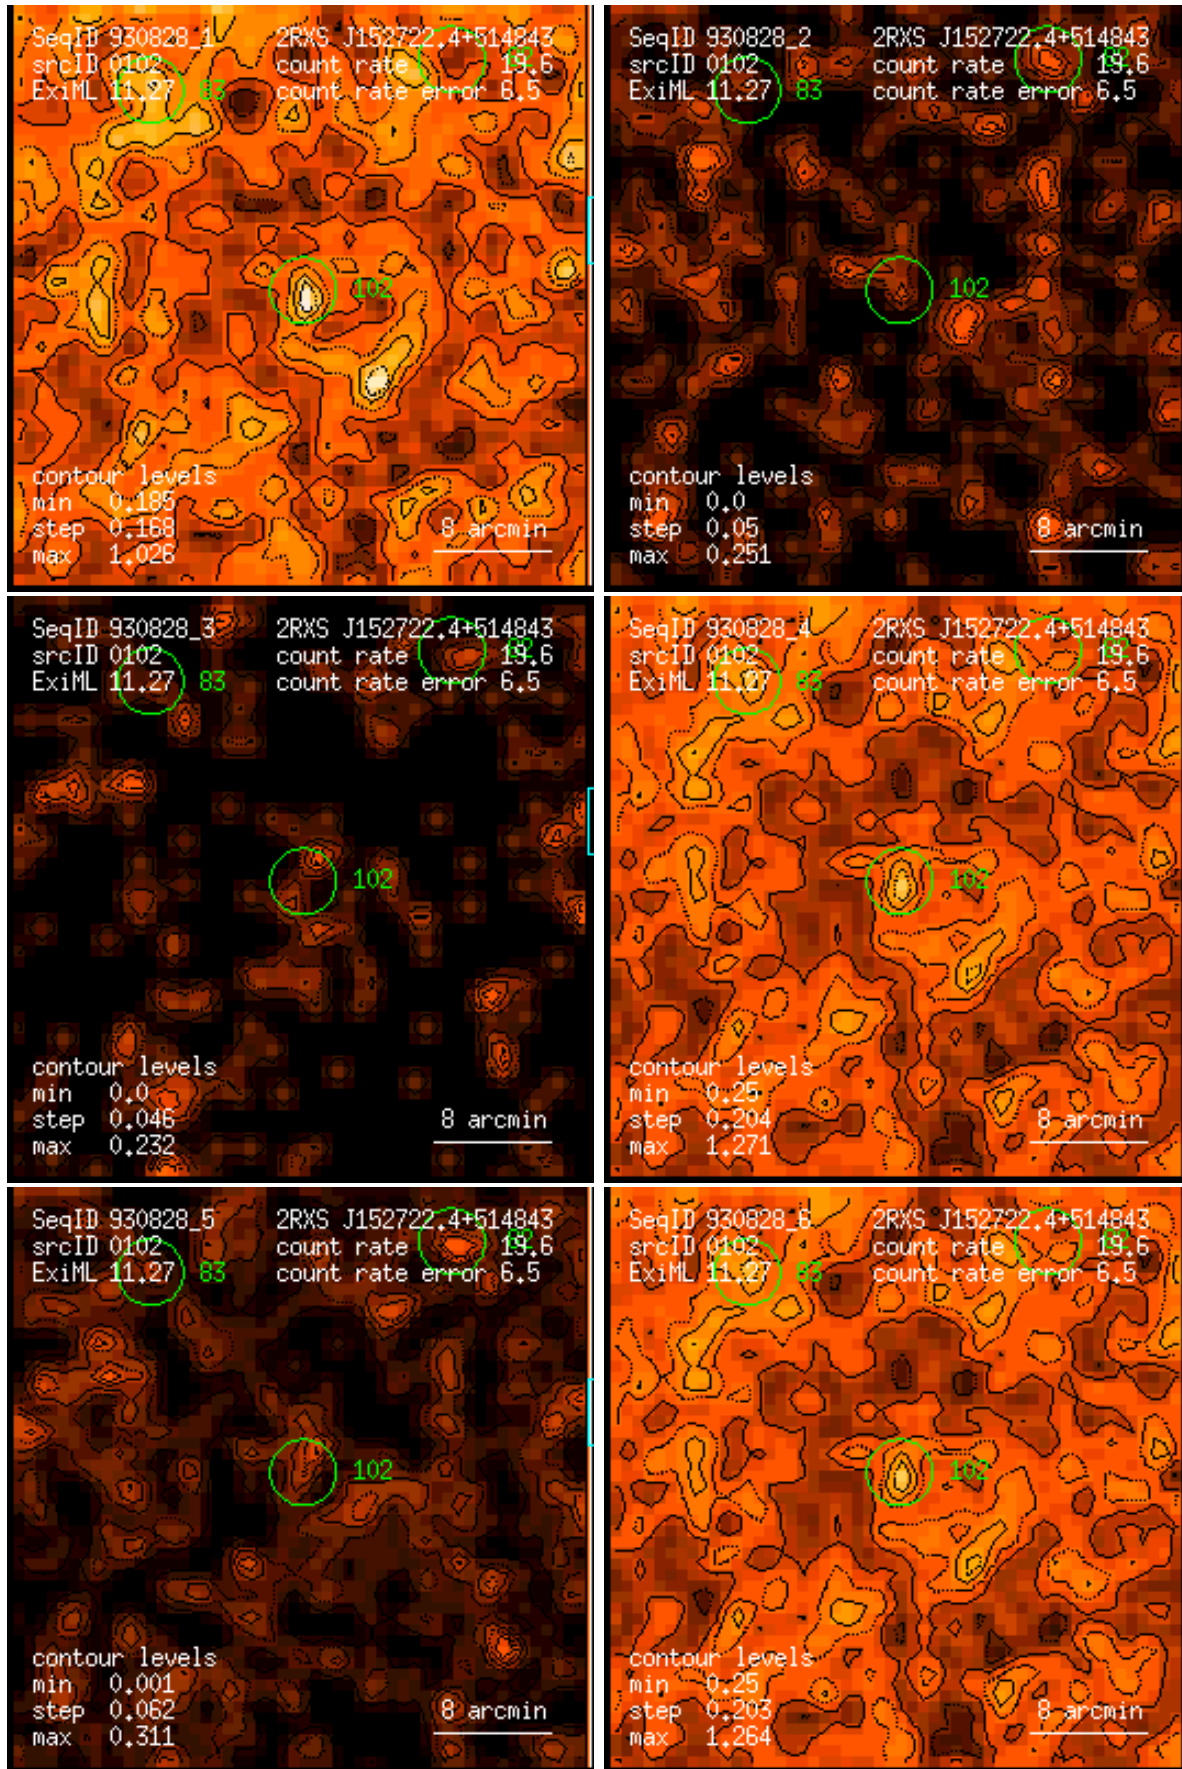 SeqID 930828_1 2RXS J152722.4+514843
srcID 0102 count rate 19.6
ExiML 11.27 83 count rate error 6.5
102
contour levels
min 0.185
step 0.168 8 arcmin
max 1.026
SeqID 930828_2 2RXS J152722.4+514843
srcID 0102 count rate 19.6
ExiML 11.27 83 count rate error 6.5
102
contour levels
min 0.0
step 0.05 8 arcmin
max 0.251
SeqID 930828_3 2RXS J152722.4+514843
srcID 0102 count rate 19.6
ExiML 11.27 83 count rate error 6.5
102
contour levels
min 0.0
step 0.046 8 arcmin
max 0.232
SeqID 930828_4 2RXS J152722.4+514843
srcID 0102 count rate 19.6
ExiML 11.27 83 count rate error 6.5
102
contour levels
min 0.25
step 0.204 8 arcmin
max 1.271
SeqID 930828_5 2RXS J152722.4+514843
srcID 0102 count rate 19.6
ExiML 11.27 83 count rate error 6.5
102
contour levels
min 0.001
step 0.062 8 arcmin
max 0.311
SeqID 930828_6 2RXS J152722.4+514843
srcID 0102 count rate 19.6
ExiML 11.27 83 count rate error 6.5
102
contour levels
min 0.25
step 0.203 8 arcmin
max 1.264